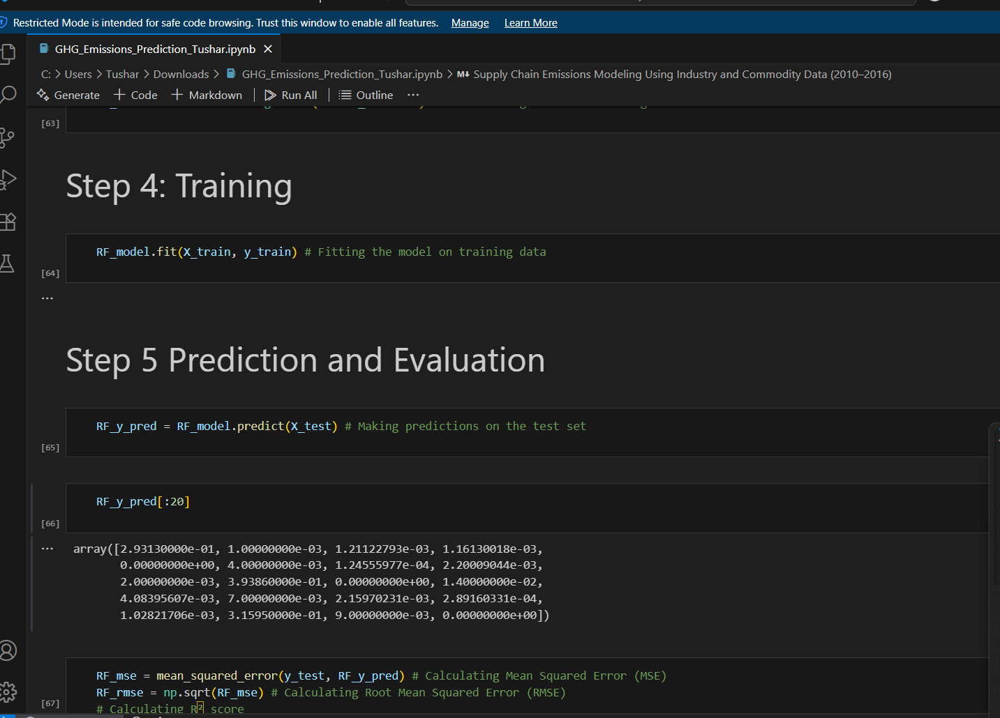 Restricted Mode is intended for safe code browsing. Trust this window to enable all features. Manage Learn More
GHG_Emissions_Prediction_Tushar.ipynb
C: > Users > Tushar > Downloads > GHG_Emissions_Prediction_Tushar.ipynb > M↓ Supply Chain Emissions Modeling Using Industry and Commodity Data (2010–2016)
Generate + Code + Markdown Run All Outline ...
[63]
Step 4: Training
RF_model.fit(X_train, y_train) # Fitting the model on training data
[64]
...
Step 5 Prediction and Evaluation
RF_y_pred = RF_model.predict(X_test) # Making predictions on the test set
[65]
RF_y_pred[:20]
[66]
... array([2.93130000e-01, 1.00000000e-03, 1.21122793e-03, 1.16130018e-03,
0.00000000e+00, 4.00000000e-03, 1.24555977e-04, 2.20009044e-03,
2.00000000e-03, 3.93860000e-01, 0.00000000e+00, 1.40000000e-02,
4.08395607e-03, 7.00000000e-03, 2.15970231e-03, 2.89160331e-04,
1.02821706e-03, 3.15950000e-01, 9.00000000e-03, 0.00000000e+00])
RF_mse = mean_squared_error(y_test, RF_y_pred) # Calculating Mean Squared Error (MSE)
RF_rmse = np.sqrt(RF_mse) # Calculating Root Mean Squared Error (RMSE)
[67]
# Calculating R² score